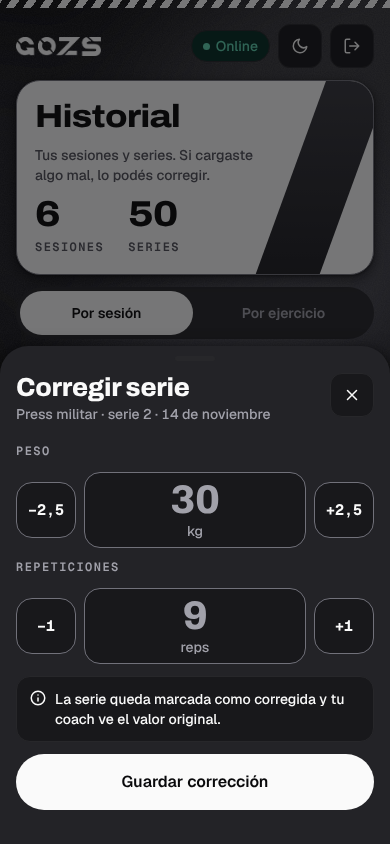 GOZS
Online
Historial
Tus sesiones y series. Si cargaste
algo mal, lo podés corregir.
6 50
SESIONES SERIES
Por sesión Por ejercicio
Corregir serie
Press militar · serie 2 · 14 de noviembre
PESO
−2,5 30 +2,5
kg
REPETICIONES
−1 9 +1
reps
La serie queda marcada como corregida y tu
coach ve el valor original.
Guardar corrección